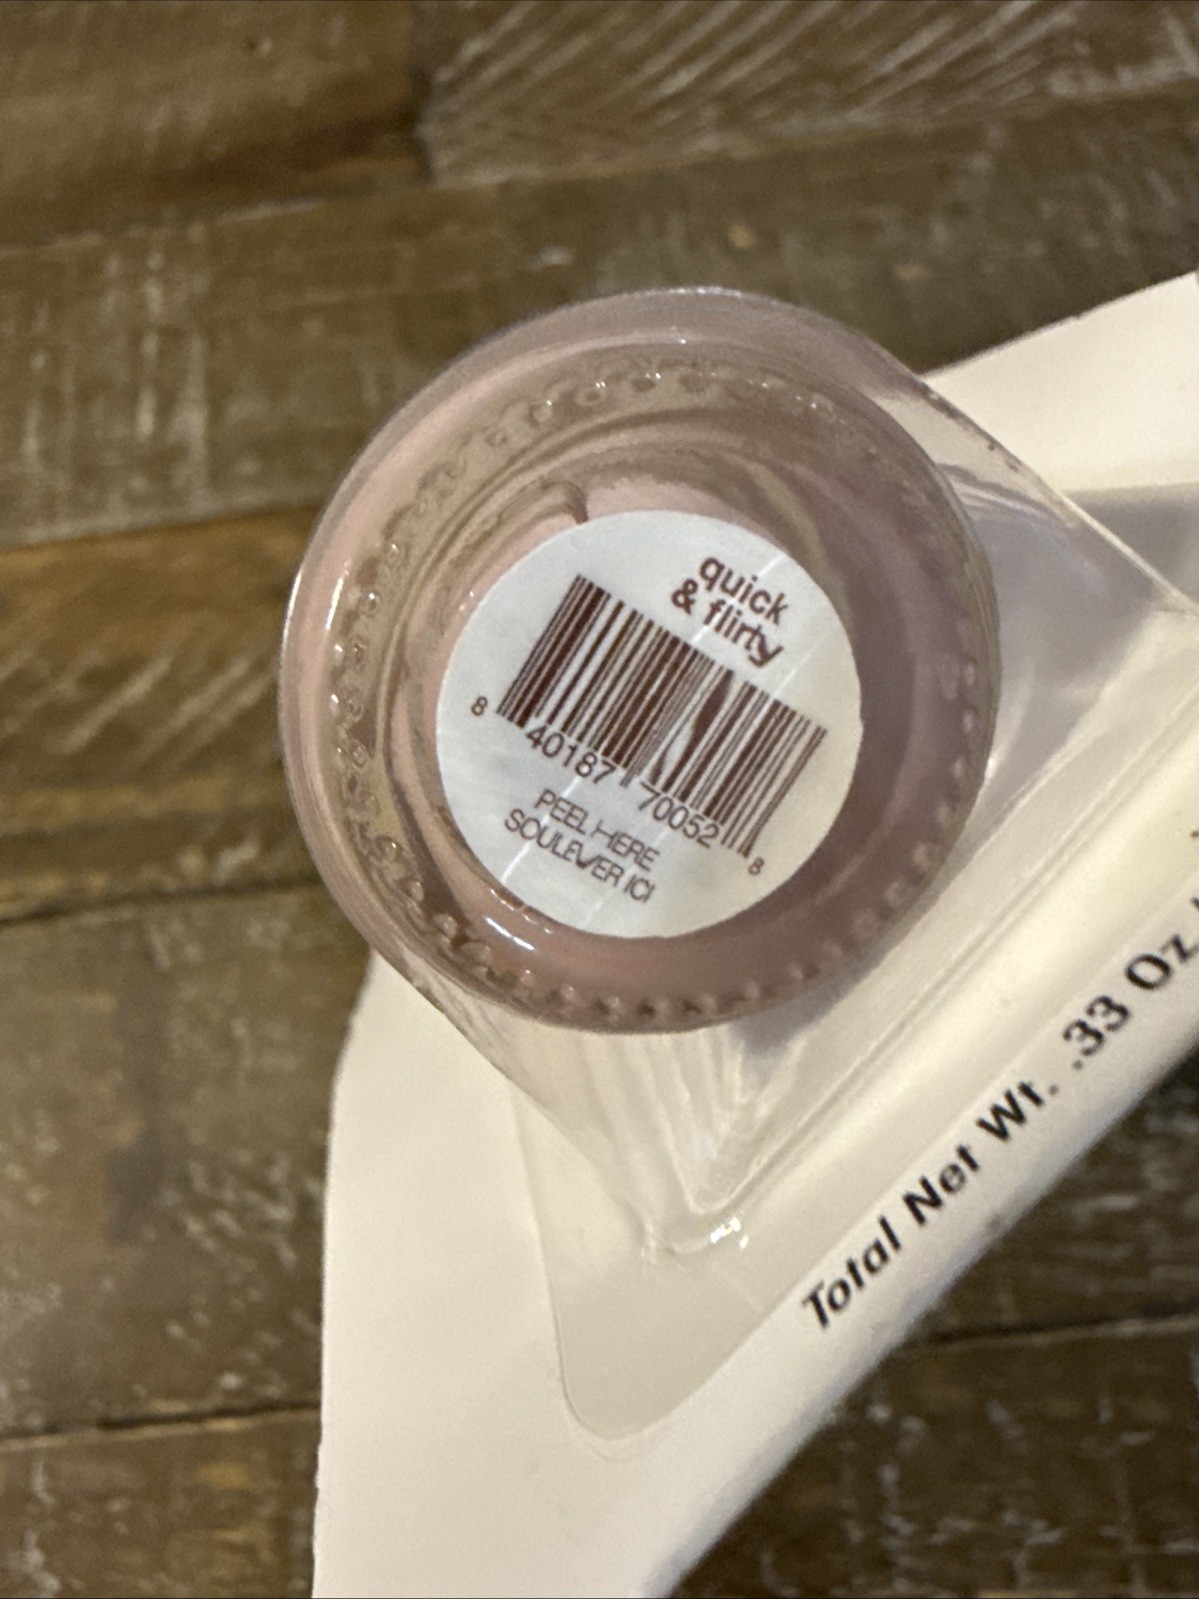 quick
& flirty
8 40187 70052 8
PEEL HERE
SOULEVER ICI
Total Net Wt. .33 Oz.